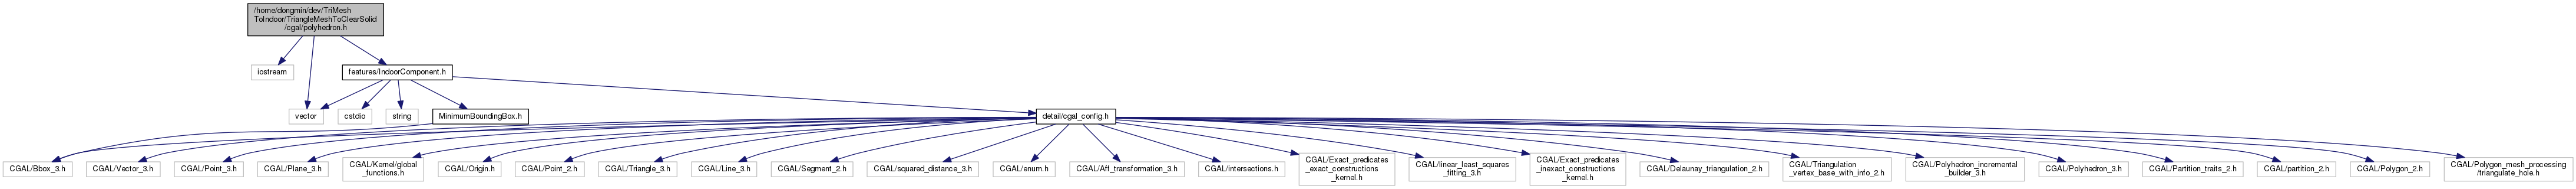 /home/dongmin/dev/TriMesh
ToIndoor/TriangleMeshToClearSolid
/cgal/polyhedron.h
iostream
features/IndoorComponent.h
vector
cstdio
string
MinimumBoundingBox.h
detail/cgal_config.h
CGAL/Bbox_3.h
CGAL/Vector_3.h
CGAL/Point_3.h
CGAL/Plane_3.h
CGAL/Kernel/global
_functions.h
CGAL/Origin.h
CGAL/Point_2.h
CGAL/Triangle_3.h
CGAL/Line_3.h
CGAL/Segment_2.h
CGAL/squared_distance_3.h
CGAL/enum.h
CGAL/Aff_transformation_3.h
CGAL/intersections.h
CGAL/Exact_predicates
_exact_constructions
_kernel.h
CGAL/linear_least_squares
_fitting_3.h
CGAL/Exact_predicates
_inexact_constructions
_kernel.h
CGAL/Delaunay_triangulation_2.h
CGAL/Triangulation
_vertex_base_with_info_2.h
CGAL/Polyhedron_incremental
_builder_3.h
CGAL/Polyhedron_3.h
CGAL/Partition_traits_2.h
CGAL/partition_2.h
CGAL/Polygon_2.h
CGAL/Polygon_mesh_processing
/triangulate_hole.h